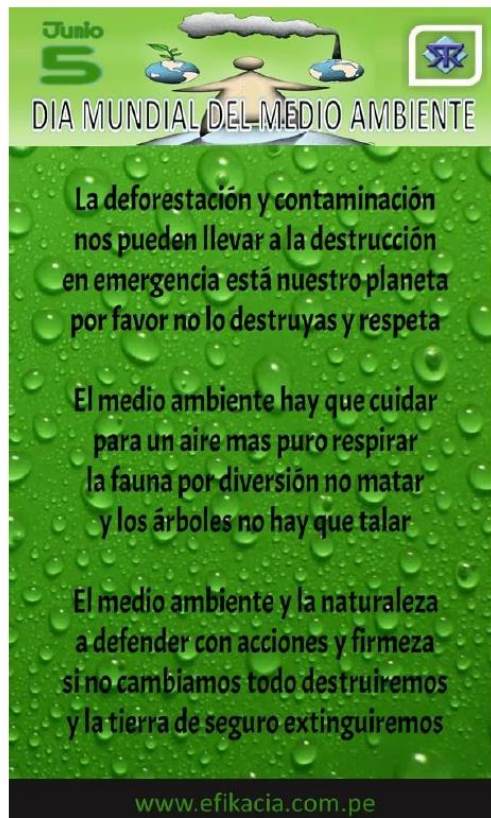 Junio
5
SR
DIA MUNDIAL DEL MEDIO AMBIENTE
La deforestación y contaminación
nos pueden llevar a la destrucción
en emergencia está nuestro planeta
por favor no lo destruyas y respeta
El medio ambiente hay que cuidar
para un aire mas puro respirar
la fauna por diversión no matar
y los árboles no hay que talar
El medio ambiente y la naturaleza
a defender con acciones y firmeza
si no cambiamos todo destruiremos
y la tierra de seguro extinguiremos
www.efikacia.com.pe